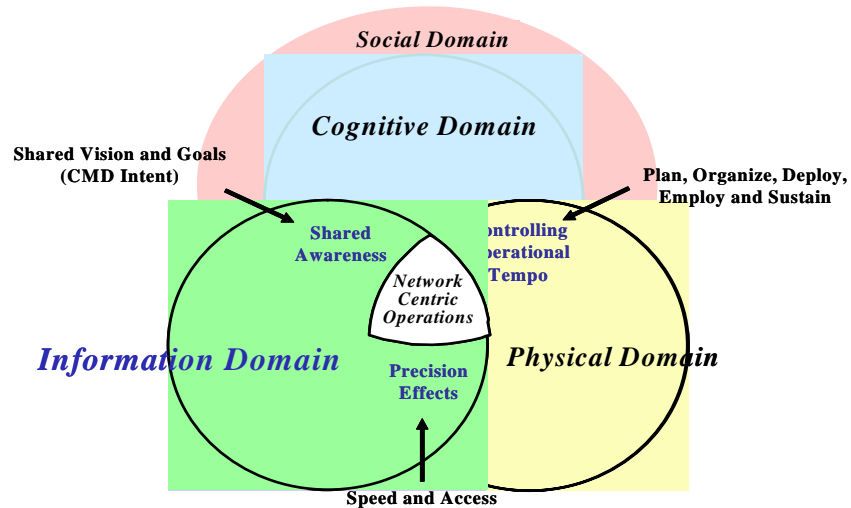 Social Domain
Cognitive Domain
Shared Vision and Goals
(CMD Intent)
Plan, Organize, Deploy,
Employ and Sustain
Shared
Awareness
ontrolling
perational
Tempo
Network
Centric
Operations
Information Domain
Physical Domain
Precision
Effects
Speed and Access